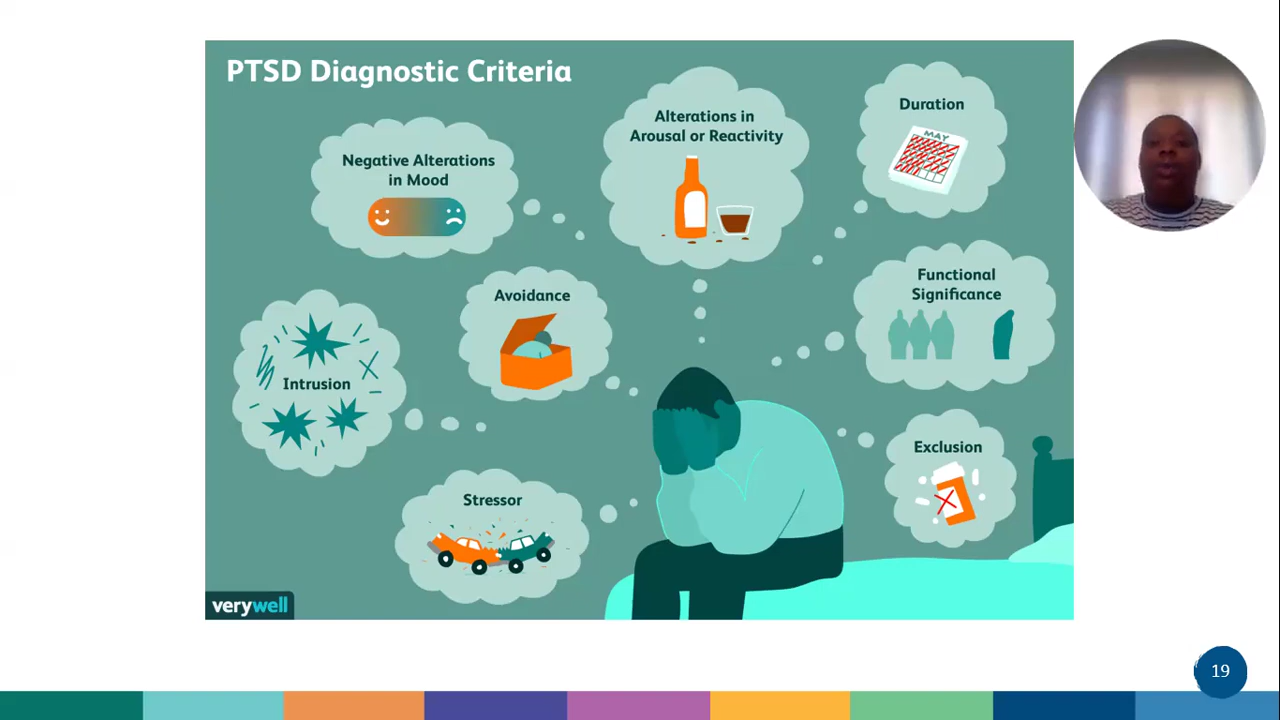 PTSD Diagnostic Criteria
Negative Alterations
in Mood
Alterations in
Arousal or Reactivity
Duration
MAY
Avoidance
Functional
Significance
Intrusion
Stressor
Exclusion
verywell
19